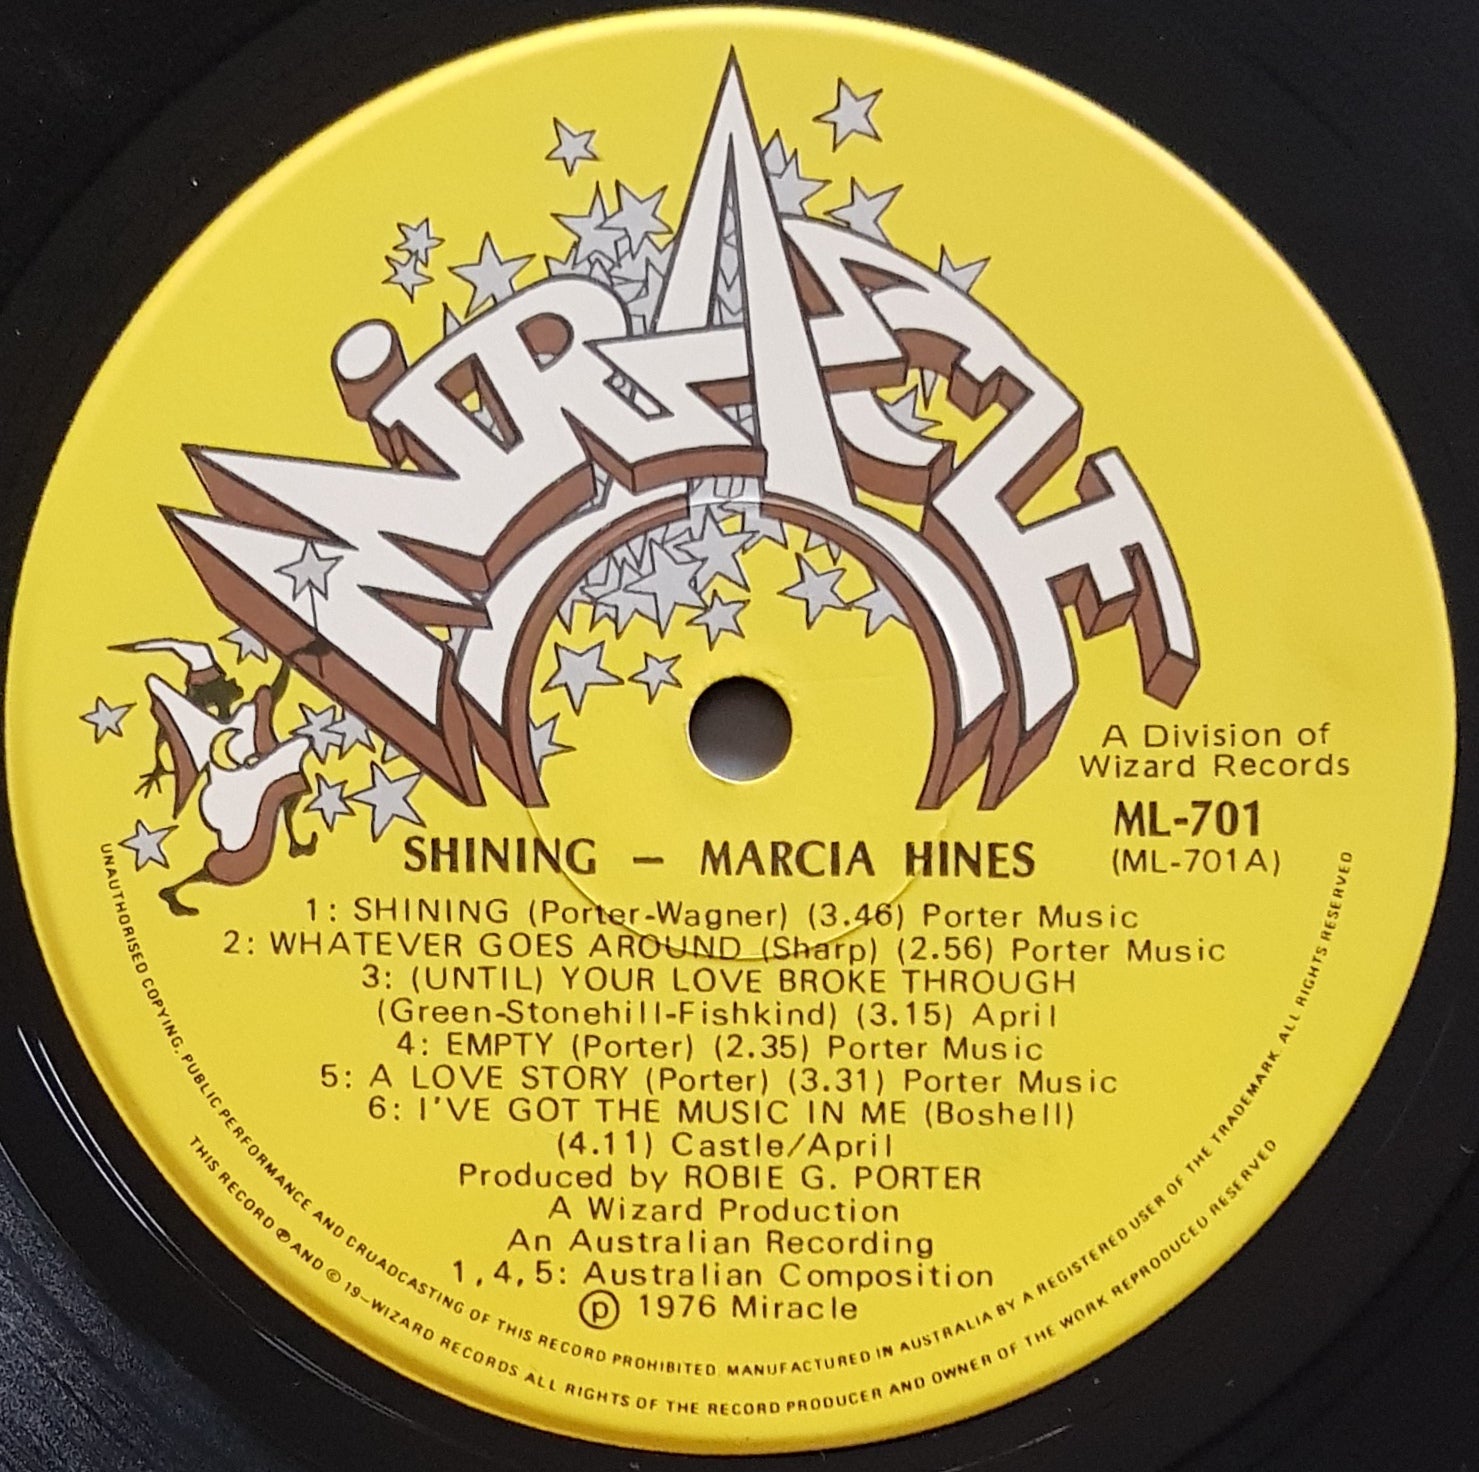 MiRACLE
A Division of
Wizard Records
ML-701
(ML-701A)
SHINING – MARCIA HINES
1: SHINING (Porter-Wagner) (3.46) Porter Music
2: WHATEVER GOES AROUND (Sharp) (2.56) Porter Music
3: (UNTIL) YOUR LOVE BROKE THROUGH
(Green-Stonehill-Fishkind) (3.15) April
4: EMPTY (Porter) (2.35) Porter Music
5: A LOVE STORY (Porter) (3.31) Porter Music
6: I'VE GOT THE MUSIC IN ME (Boshell)
(4.11) Castle/April
Produced by ROBIE G. PORTER
A Wizard Production
An Australian Recording
1,4,5: Australian Composition
℗ 1976 Miracle
UNAUTHORISED COPYING, PUBLIC PERFORMANCE AND CRUADCASTING OF THIS RECORD PROHIBITED. MANUFACTURED IN AUSTRALIA BY A REGISTERED USER OF THE TRADEMARK. ALL RIGHTS RESERVED
THIS RECORD ℗ AND © 19–WIZARD RECORDS ALL RIGHTS OF THE RECORD PRODUCER AND OWNER OF THE WORK REPRODUCED RESERVED